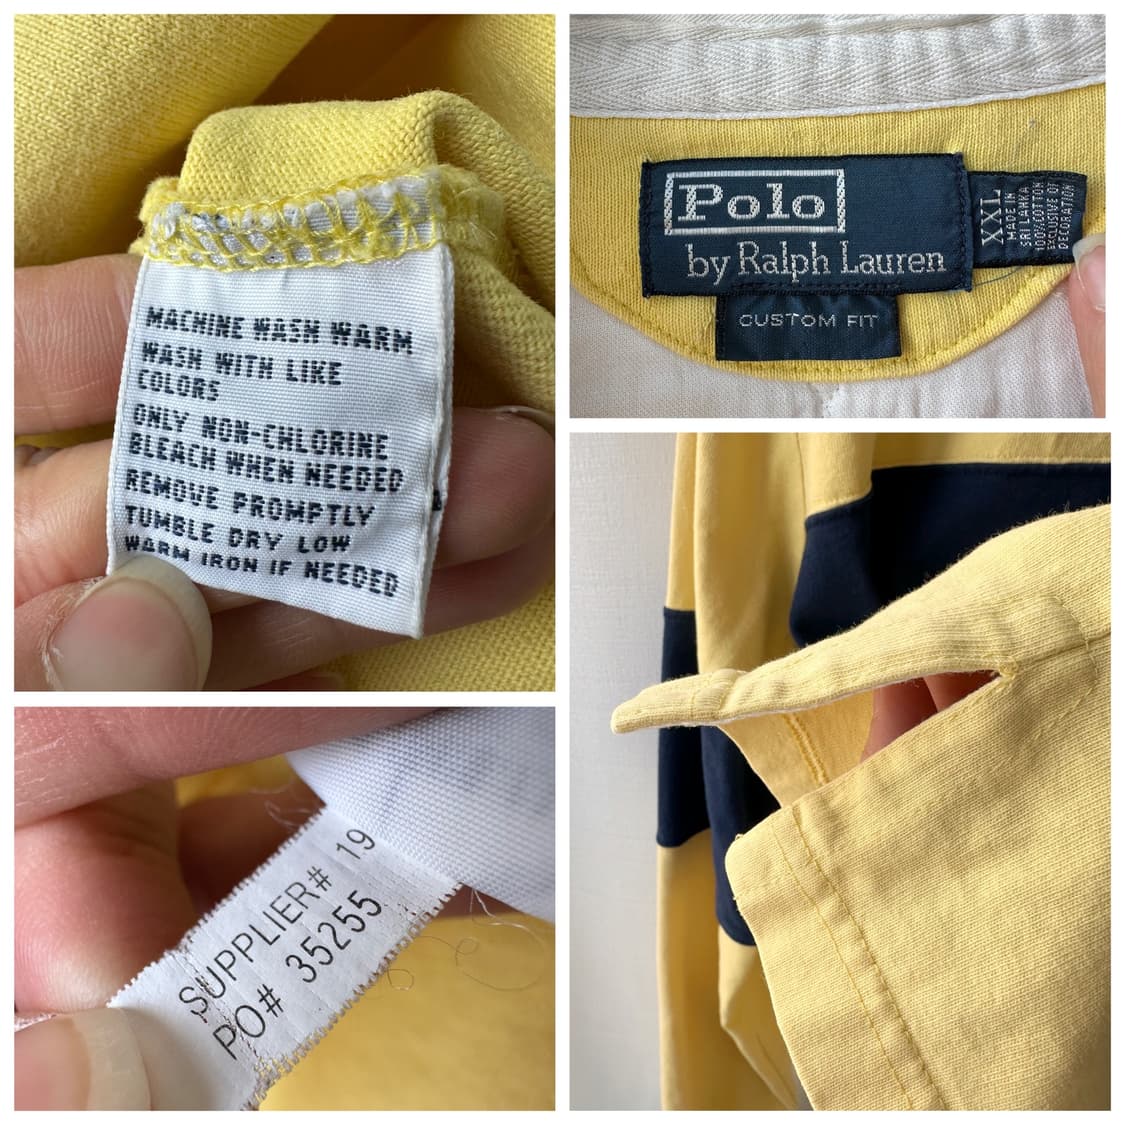 MACHINE WASH WARM
WASH WITH LIKE
COLORS
ONLY NON-CHLORINE
BLEACH WHEN NEEDED
REMOVE PROMPTLY
TUMBLE DRY LOW
WARM IRON IF NEEDED
Polo
by Ralph Lauren
CUSTOM FIT
XXL
MADE IN
SRI LANKA
100% COTTON
EXCLUSIVE OF
DECORATION
SUPPLIER# 19
PO# 35255